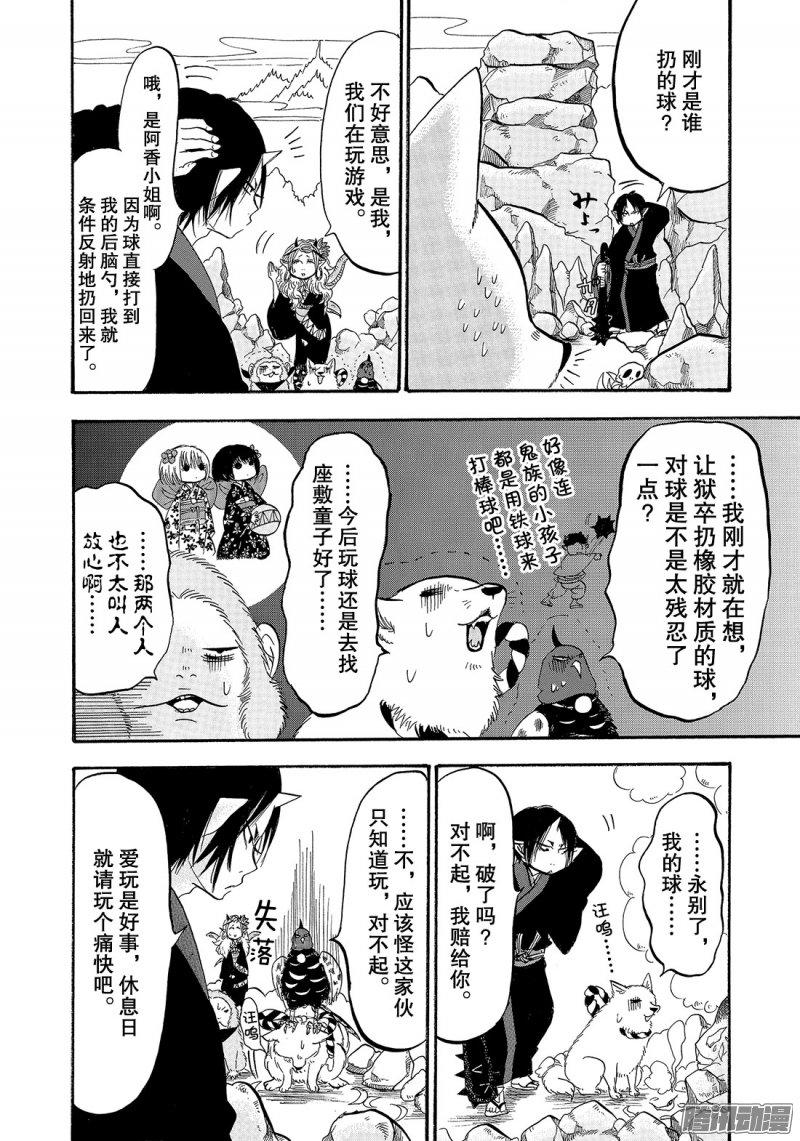 刚才是谁
扔的球？
不好意思，是我，
我们在玩游戏。
哦，
是阿香小姐啊。
因为球直接打到
我的后脑勺，我就
条件反射地扔回来了。
……我刚才就在想，
让狱卒扔橡胶材质的球，
对球是不是太残忍了
一点？
好像连
鬼族的小孩子
都是用铁球来
打棒球吧……
……今后玩球还是去找
座敷童子好了……
……那两个人
也不太叫人
放心啊……
……永别了，
我的球……
汪呜……
啊，破了吗？
对不起，我赔给你。
……不，应该怪这家伙
只知道玩，对不起。
失落
汪呜
爱玩是好事，休息日
就请玩个痛快吧。
腾讯动漫